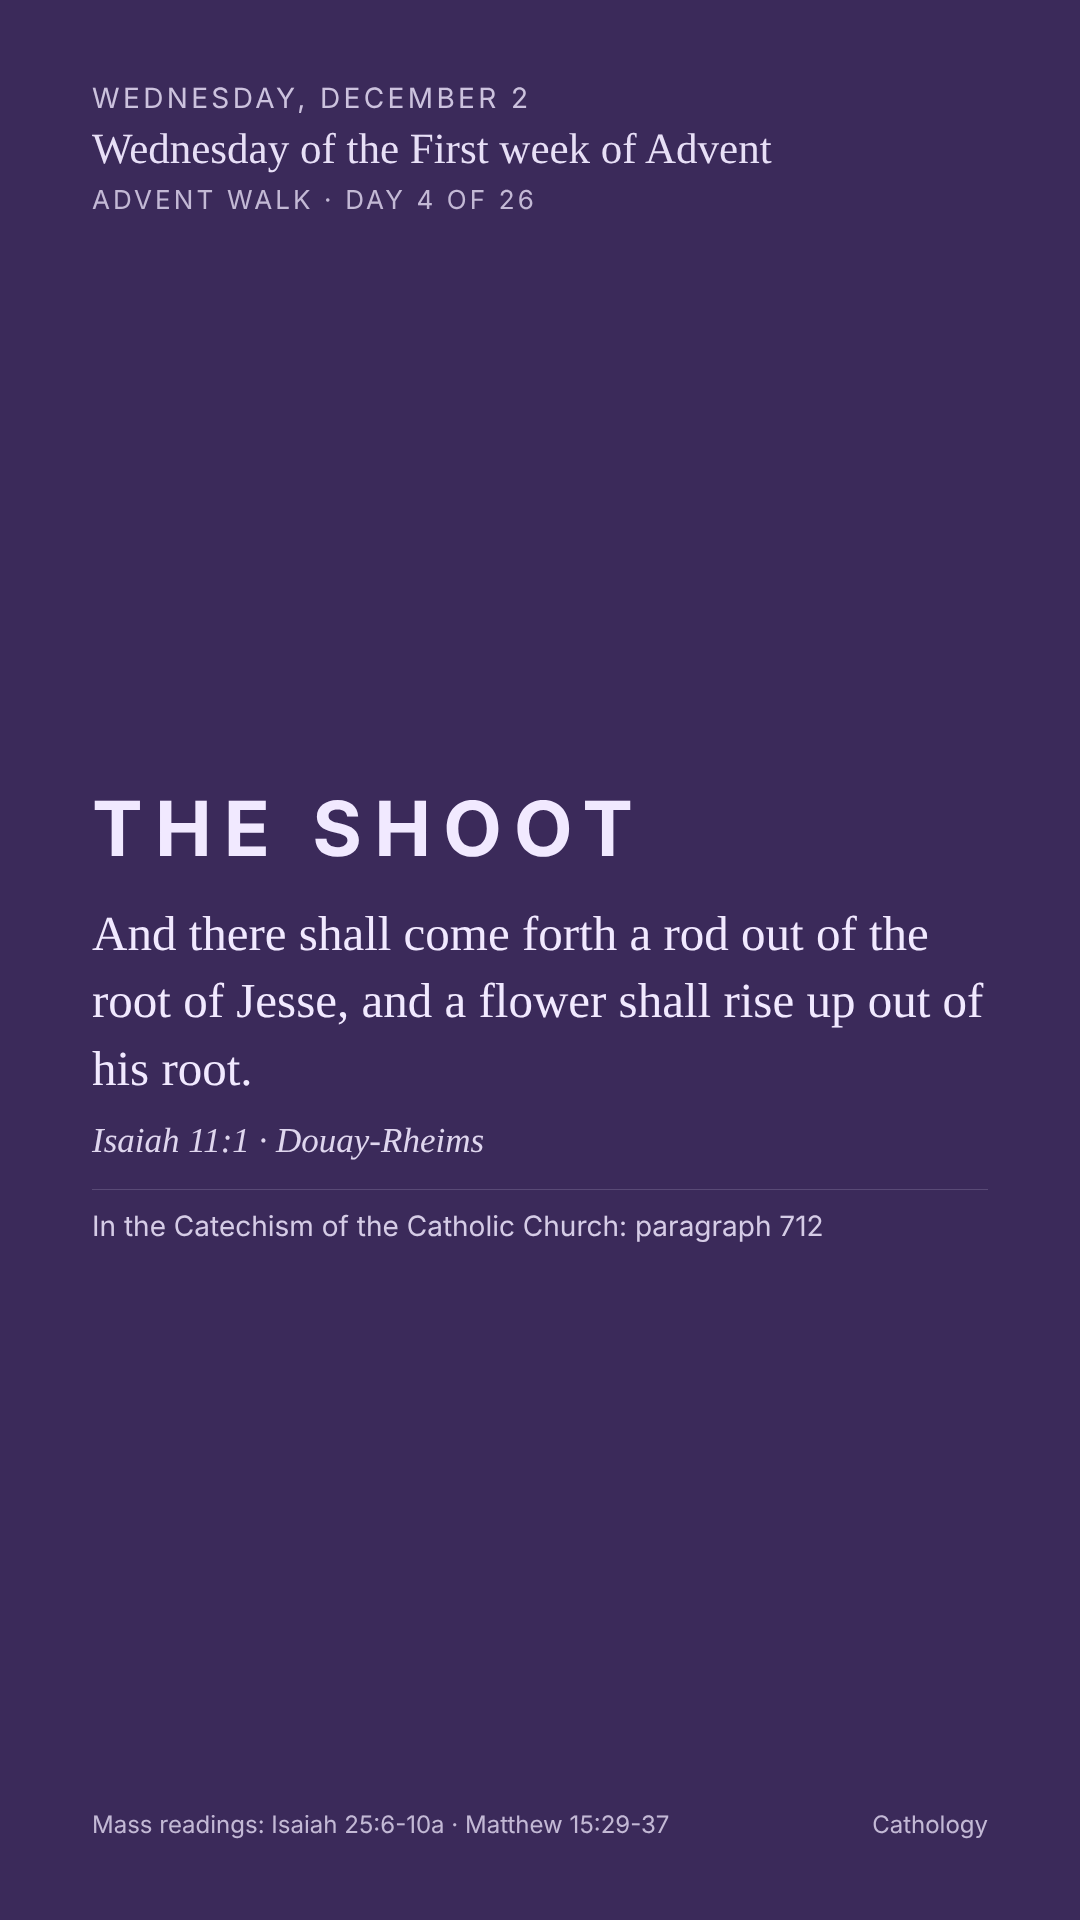 WEDNESDAY, DECEMBER 2
Wednesday of the First week of Advent
ADVENT WALK · DAY 4 OF 26
THE SHOOT
And there shall come forth a rod out of the
root of Jesse, and a flower shall rise up out of
his root.
Isaiah 11:1 · Douay-Rheims
In the Catechism of the Catholic Church: paragraph 712
Mass readings: Isaiah 25:6-10a · Matthew 15:29-37
Cathology